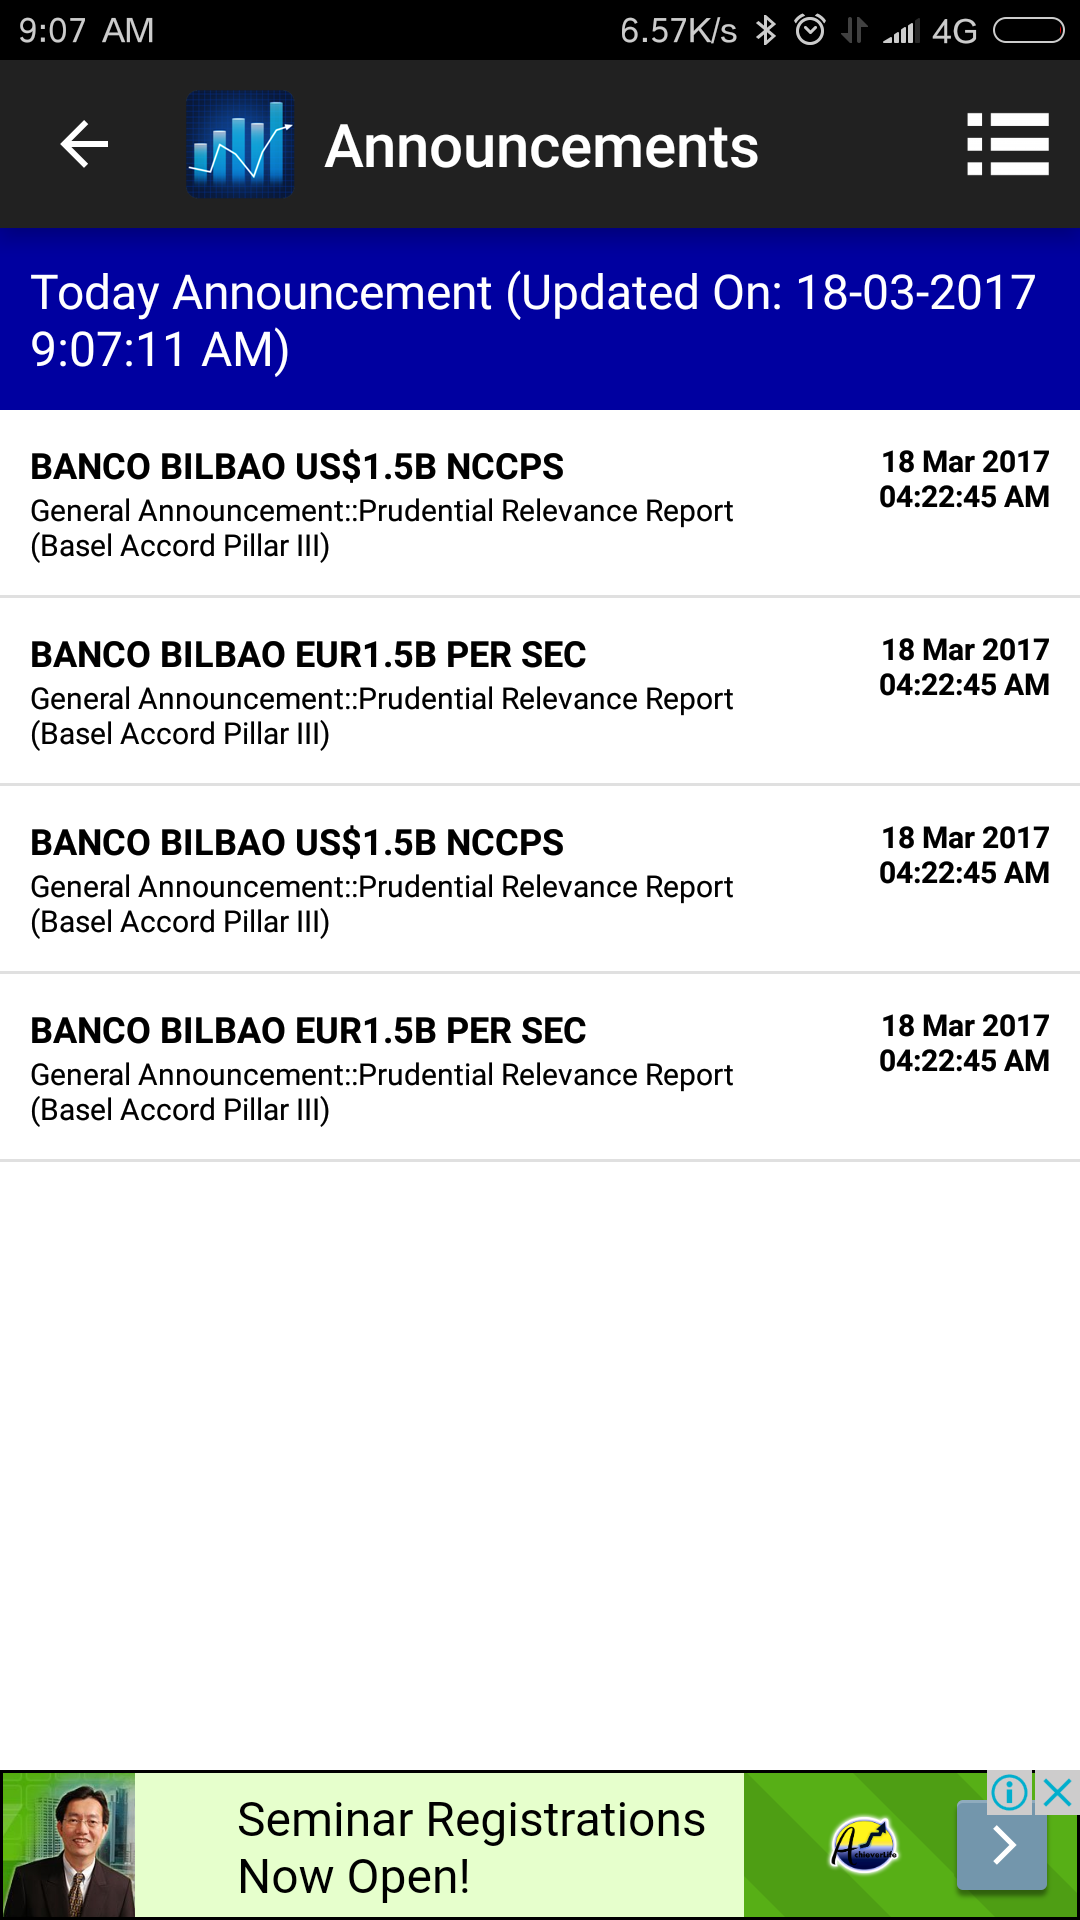 9:07 AM
6.57K/s 4G
Announcements
Today Announcement (Updated On: 18-03-2017
9:07:11 AM)
BANCO BILBAO US$1.5B NCCPS
18 Mar 2017
General Announcement::Prudential Relevance Report
04:22:45 AM
(Basel Accord Pillar III)
BANCO BILBAO EUR1.5B PER SEC
18 Mar 2017
General Announcement::Prudential Relevance Report
04:22:45 AM
(Basel Accord Pillar III)
BANCO BILBAO US$1.5B NCCPS
18 Mar 2017
General Announcement::Prudential Relevance Report
04:22:45 AM
(Basel Accord Pillar III)
BANCO BILBAO EUR1.5B PER SEC
18 Mar 2017
General Announcement::Prudential Relevance Report
04:22:45 AM
(Basel Accord Pillar III)
Seminar Registrations
Now Open!
AchieverLife